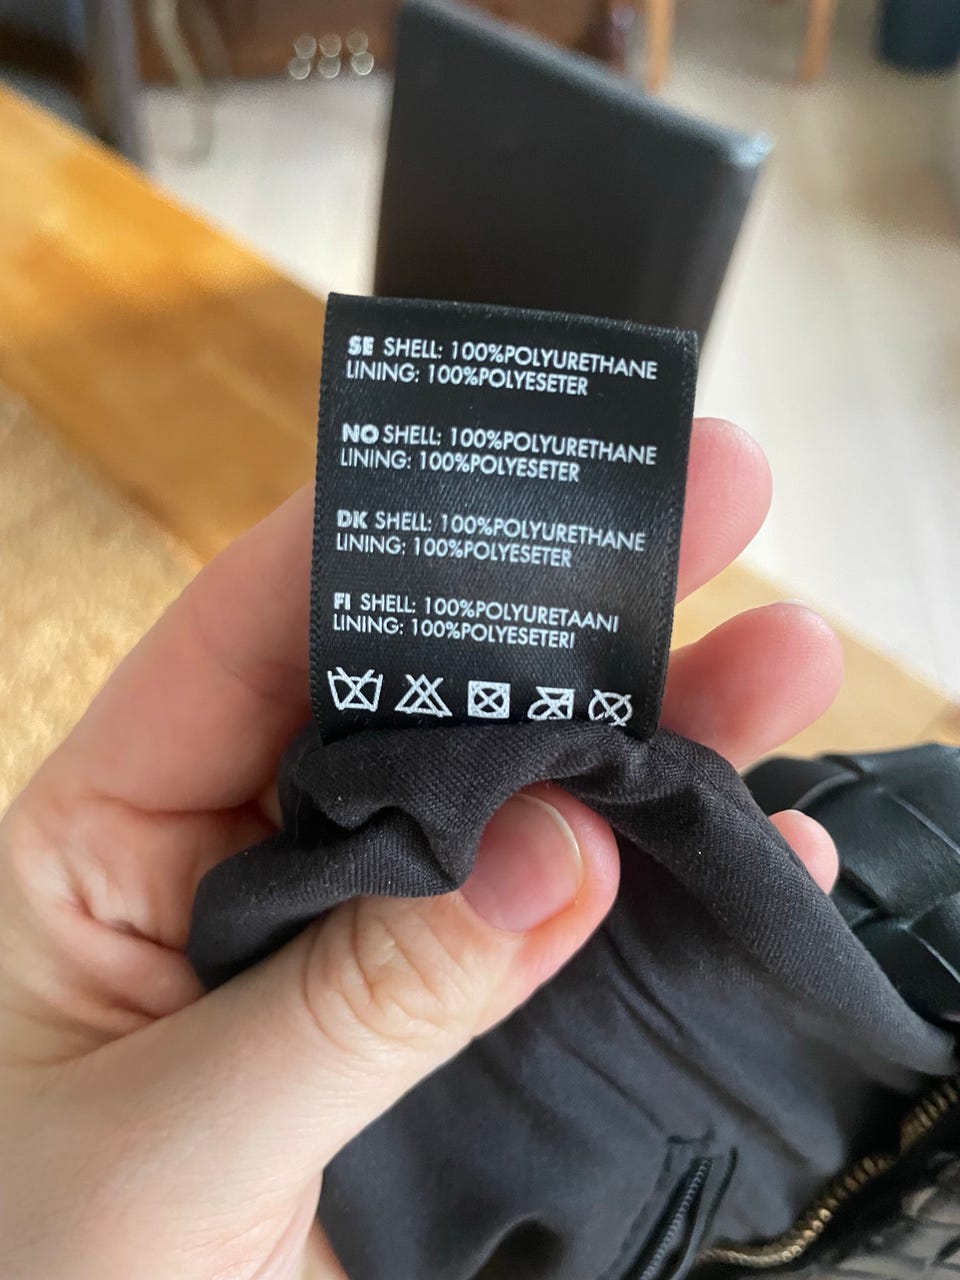 SE SHELL: 100%POLYURETHANE
LINING: 100%POLYESETER
NO SHELL: 100%POLYURETHANE
LINING: 100%POLYESETER
DK SHELL: 100%POLYURETHANE
LINING: 100%POLYESETER
FI SHELL: 100%POLYURETAANI
LINING: 100%POLYESETERI